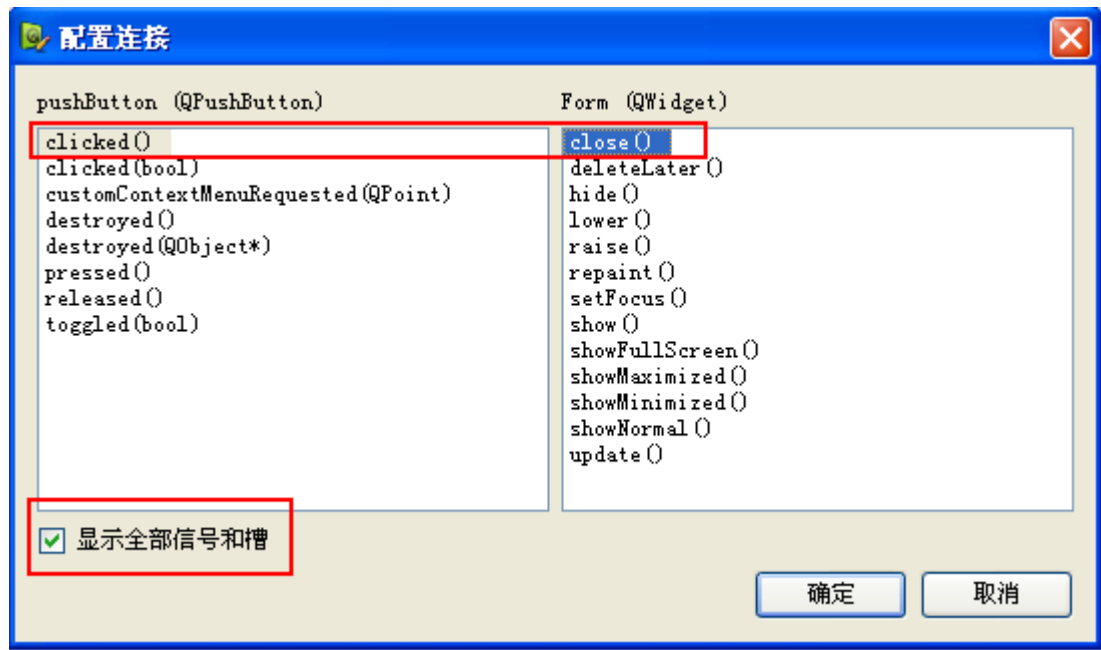 配置连接
pushButton (QPushButton)
Form (QWidget)
clicked()
clicked(bool)
customContextMenuRequested(QPoint)
destroyed()
destroyed(QObject*)
pressed()
released()
toggled(bool)
close()
deleteLater()
hide()
lower()
raise()
repaint()
setFocus()
show()
showFullScreen()
showMaximized()
showMinimized()
showNormal()
update()
显示全部信号和槽
确定
取消